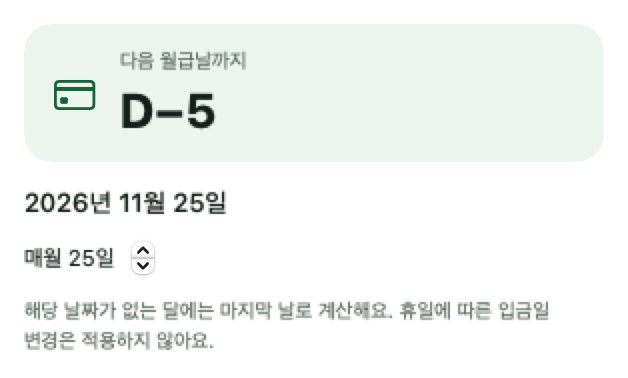 다음 월급날까지
D–5
2026년 11월 25일
매월 25일
해당 날짜가 없는 달에는 마지막 날로 계산해요. 휴일에 따른 입금일
변경은 적용하지 않아요.